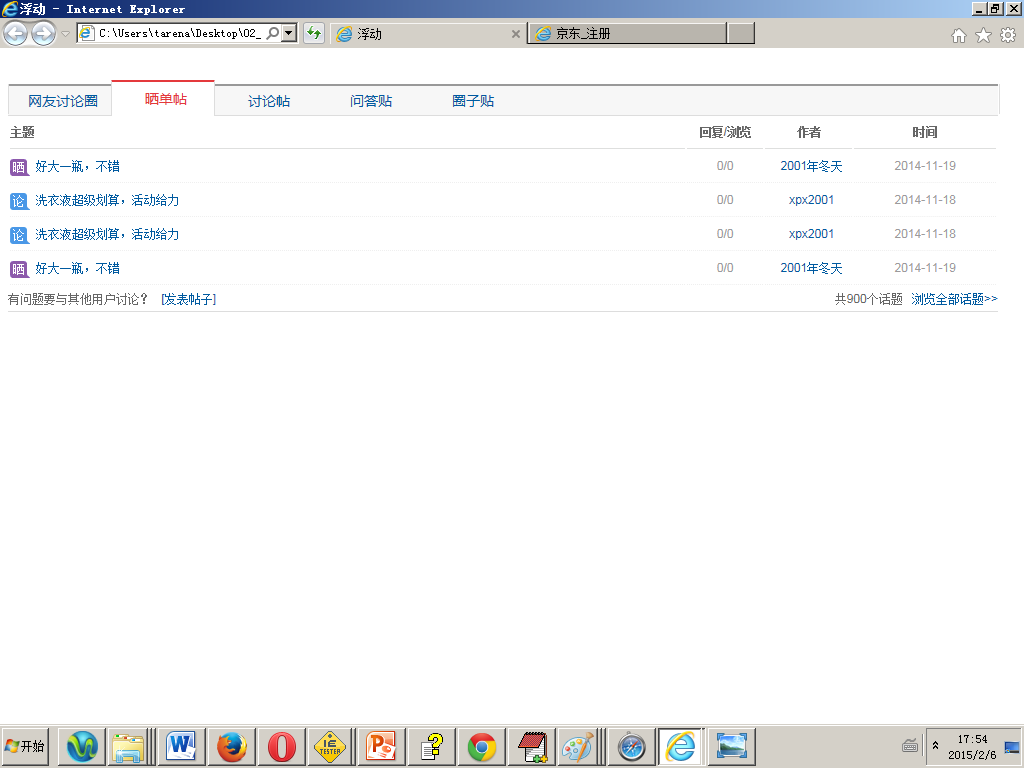 浮动 - Internet Explorer
C:\Users\tarena\Desktop\02_
浮动
京东_注册
网友讨论圈 晒单帖 讨论帖 问答贴 圈子贴
主题 回复/浏览 作者 时间
晒 好大一瓶，不错 0/0 2001年冬天 2014-11-19
论 洗衣液超级划算，活动给力 0/0 xpx2001 2014-11-18
论 洗衣液超级划算，活动给力 0/0 xpx2001 2014-11-18
晒 好大一瓶，不错 0/0 2001年冬天 2014-11-19
有问题要与其他用户讨论？ [发表帖子] 共900个话题 浏览全部话题>>
开始
IE
TESTER
17:54
2015/2/6